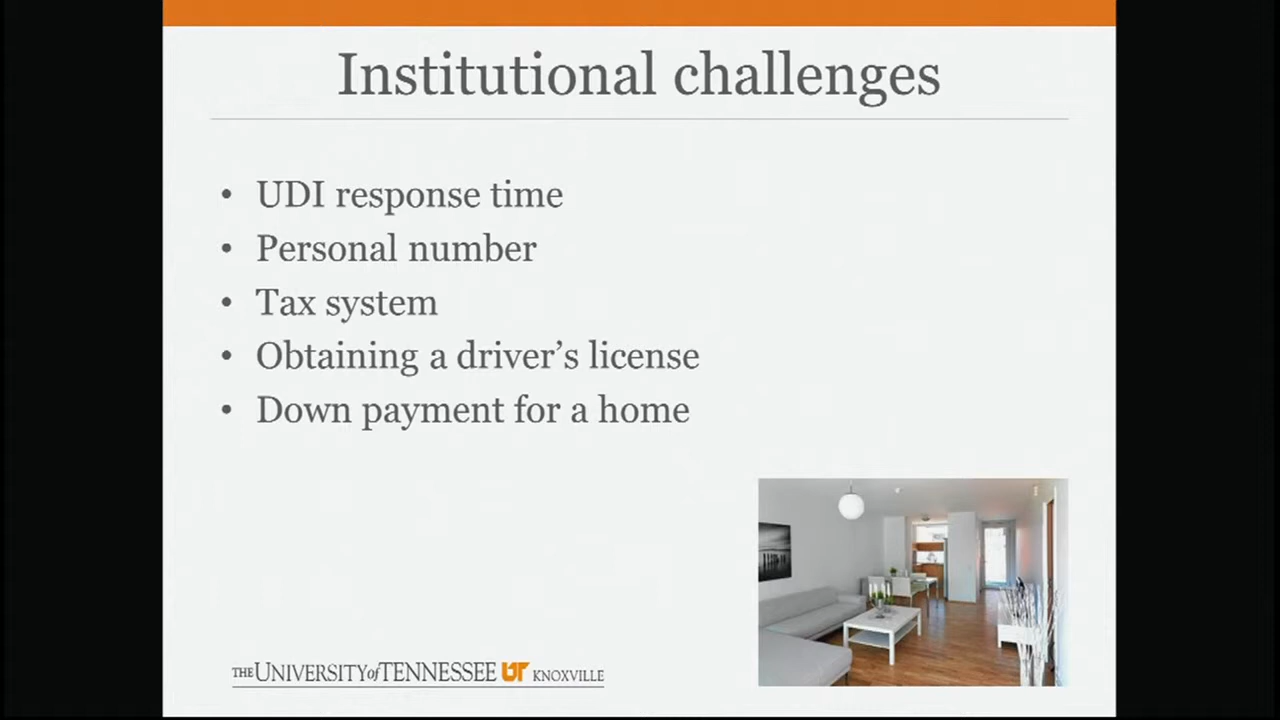 Institutional challenges
• UDI response time
• Personal number
• Tax system
• Obtaining a driver’s license
• Down payment for a home
THE UNIVERSITY of TENNESSEE UT KNOXVILLE